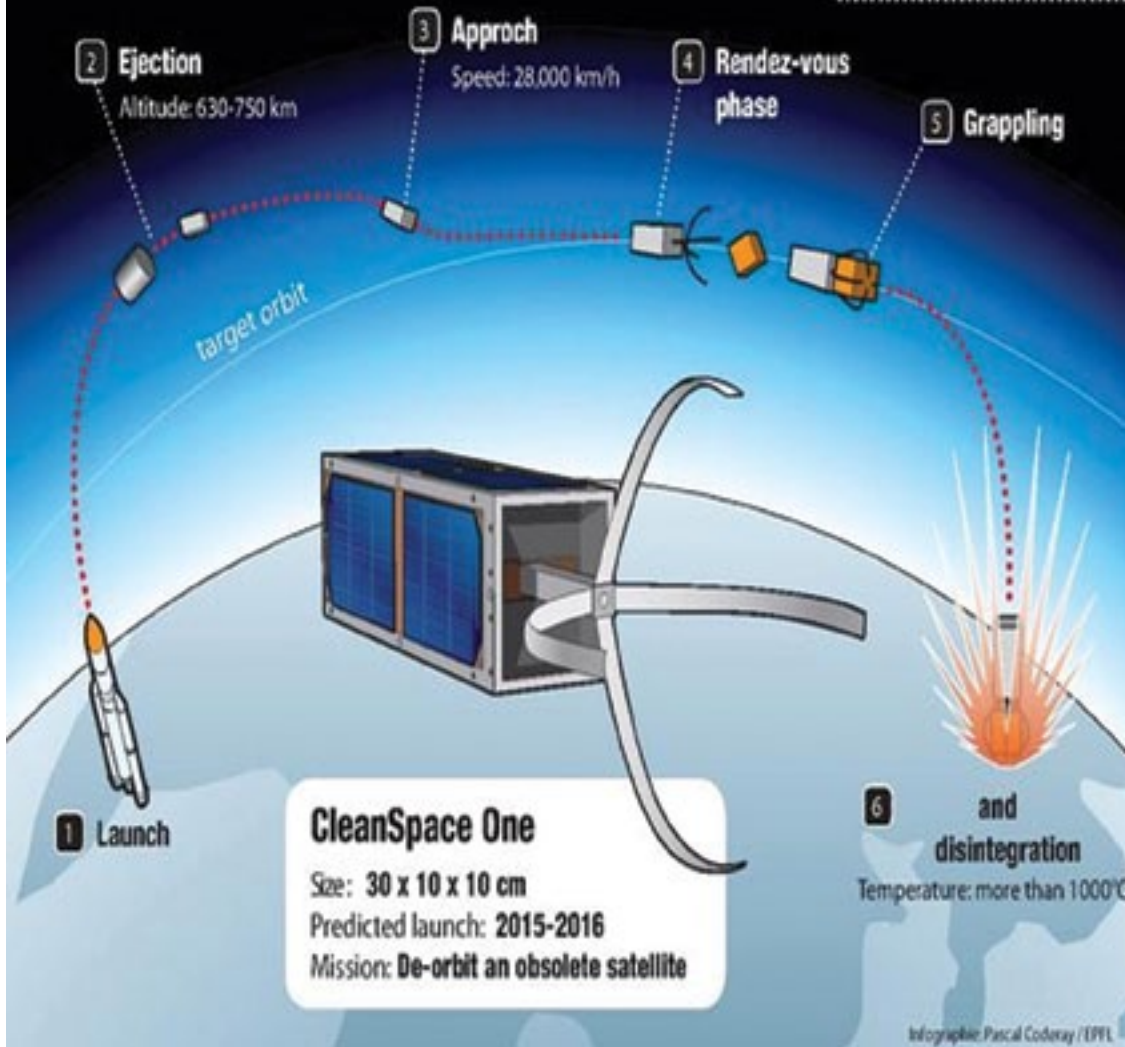 2 Ejection
Altitude: 630-750 km
3 Approch
Speed: 28,000 km/h
4 Rendez-vous
phase
5 Grappling
target orbit
1 Launch
CleanSpace One
Size: 30 x 10 x 10 cm
Predicted launch: 2015-2016
Mission: De-orbit an obsolete satellite
6 and
disintegration
Temperature: more than 1000°C
Infographie: Pascal Coderay / EPFL